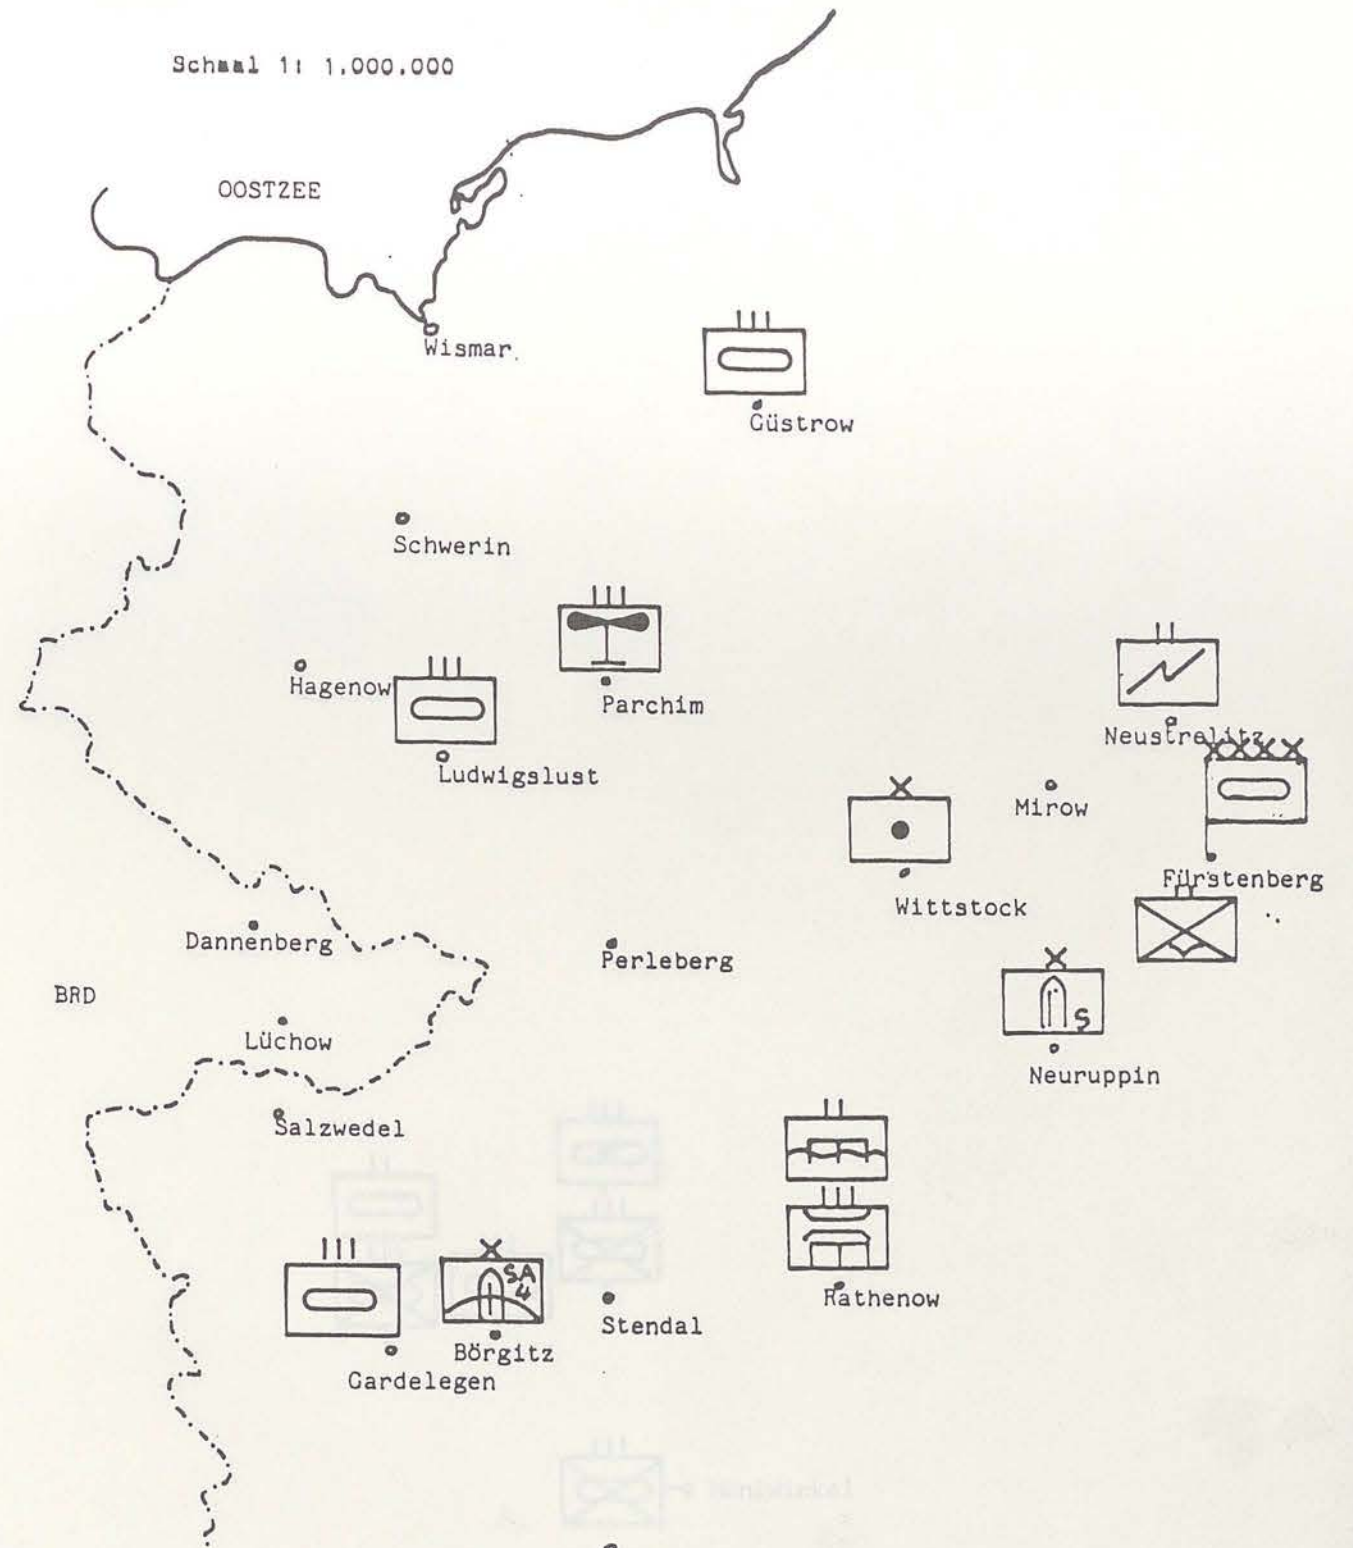 Schaal 1: 1.000.000
OOSTZEE
Wismar
Güstrow
Schwerin
Hagenow
Parchim
Ludwigslust
Neustrelitz
Mirow
Fürstenberg
Wittstock
Dannenberg
Perleberg
BRD
S
Lüchow
Neuruppin
Salzwedel
SA
4
Rathenow
Stendal
Börgitz
Gardelegen